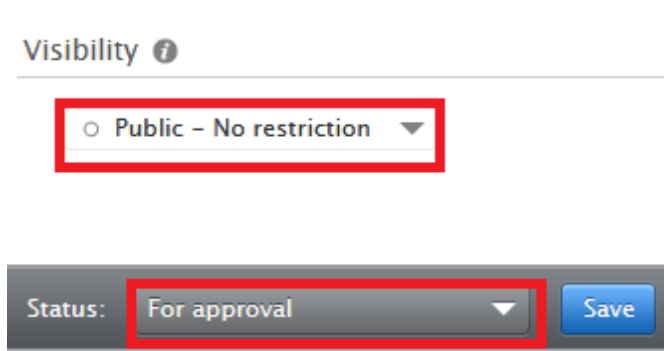 Visibility
Public – No restriction
Status: For approval Save